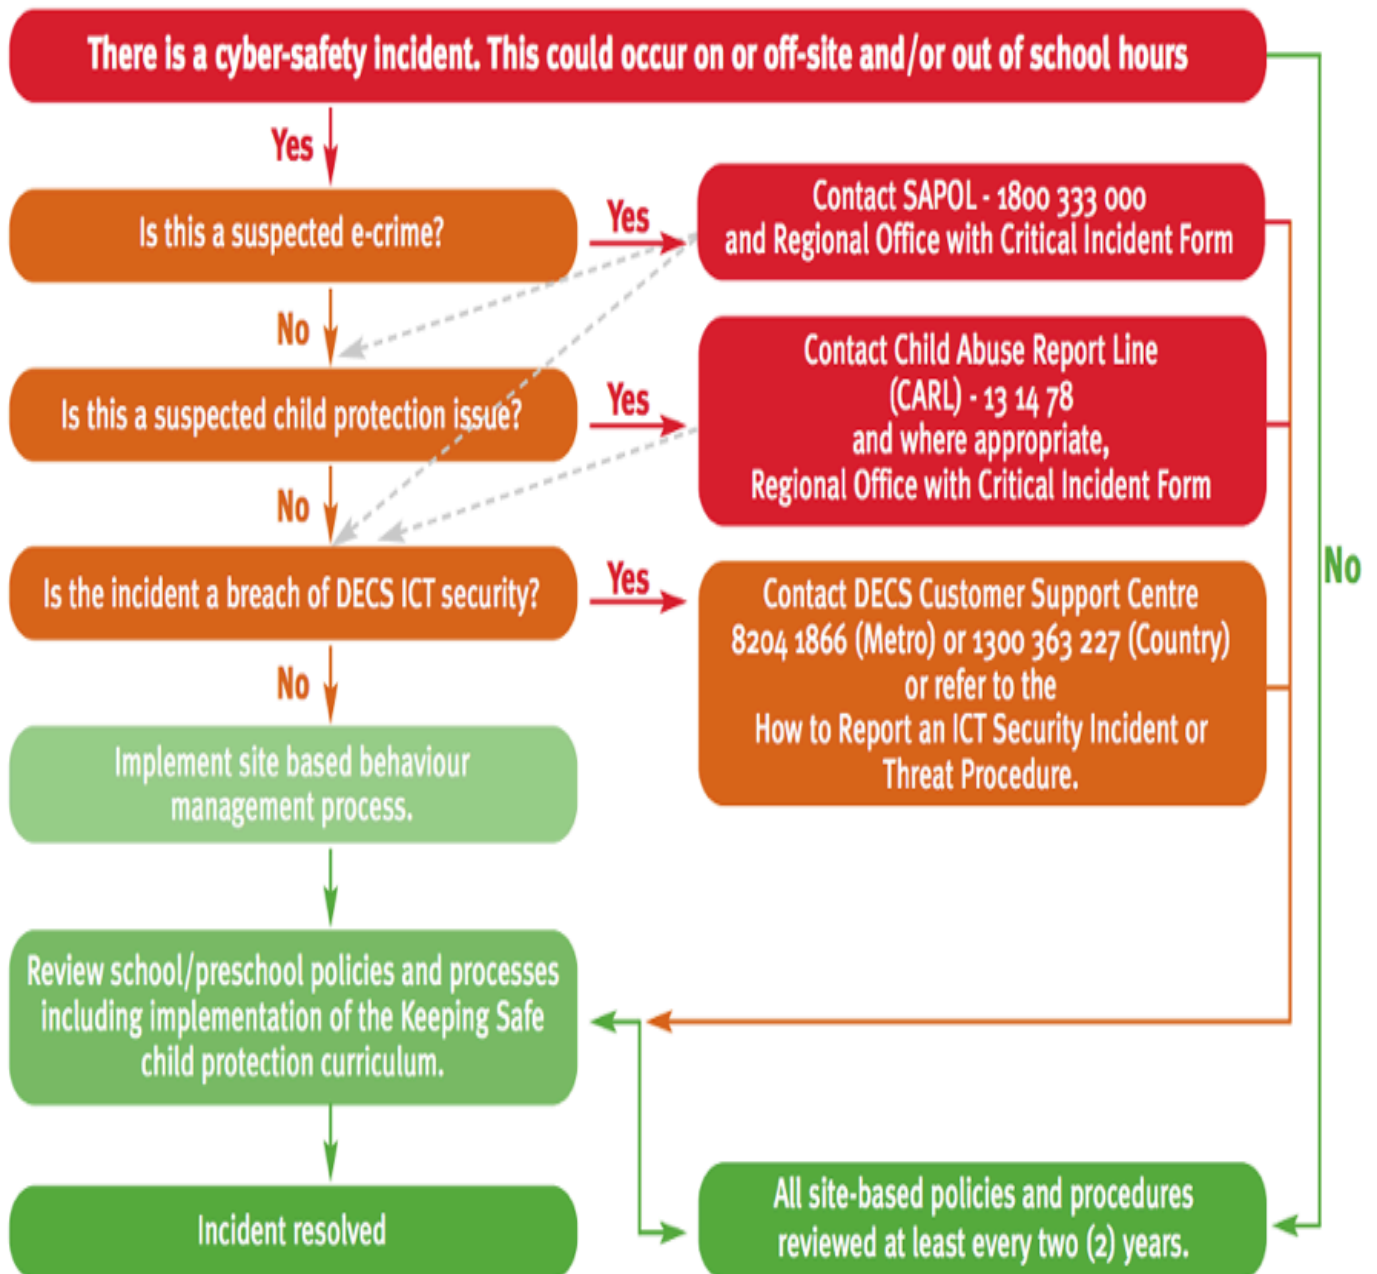 There is a cyber-safety incident. This could occur on or off-site and/or out of school hours
Yes
Is this a suspected e-crime?
Yes
Contact SAPOL - 1800 333 000
and Regional Office with Critical Incident Form
No
Is this a suspected child protection issue?
Yes
Contact Child Abuse Report Line
(CARL) - 13 14 78
and where appropriate,
Regional Office with Critical Incident Form
No
Is the incident a breach of DECS ICT security?
Yes
Contact DECS Customer Support Centre
8204 1866 (Metro) or 1300 363 227 (Country)
or refer to the
How to Report an ICT Security Incident or
Threat Procedure.
No
No
Implement site based behaviour
management process.
Review school/preschool policies and processes
including implementation of the Keeping Safe
child protection curriculum.
Incident resolved
All site-based policies and procedures
reviewed at least every two (2) years.